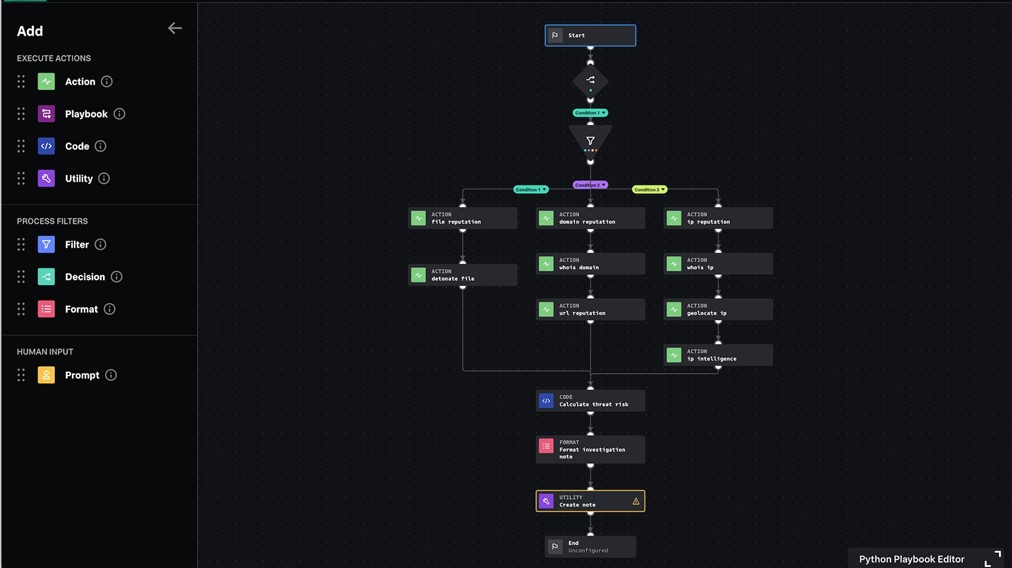 Add
EXECUTE ACTIONS
Action
Playbook
Code
Utility
PROCESS FILTERS
Filter
Decision
Format
HUMAN INPUT
Prompt
Start
Condition 1
Condition 1
Condition 2
Condition 3
ACTION
file reputation
ACTION
domain reputation
ACTION
ip reputation
ACTION
detonate file
ACTION
whois domain
ACTION
whois ip
ACTION
url reputation
ACTION
geolocate ip
ACTION
ip intelligence
CODE
Calculate threat risk
FORMAT
Format investigation
note
UTILITY
Create note
End
Unconfigured
Python Playbook Editor